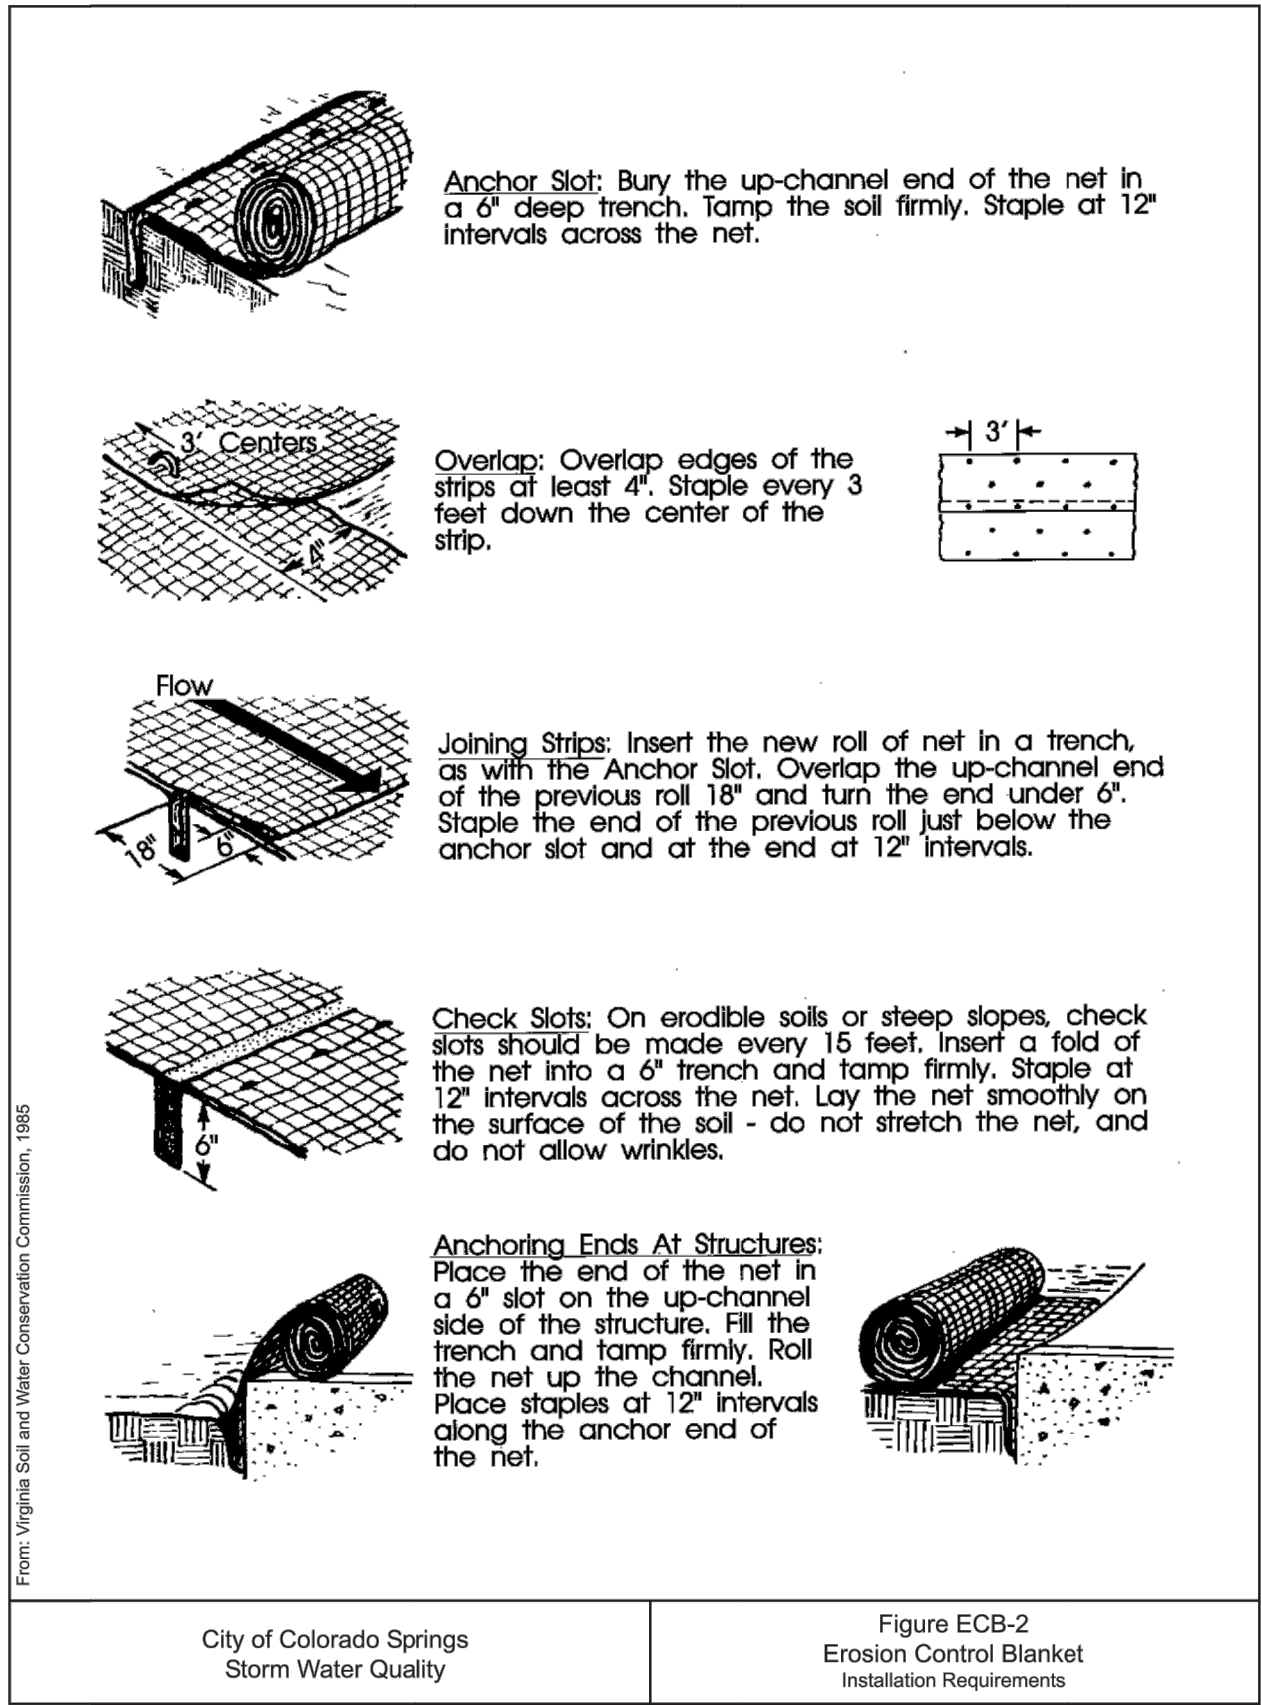 Anchor Slot: Bury the up-channel end of the net in
a 6" deep trench. Tamp the soil firmly. Staple at 12"
intervals across the net.
3' Centers
4"
Overlap: Overlap edges of the
strips at least 4". Staple every 3
feet down the center of the
strip.
3'
Flow
18"
6"
Joining Strips: Insert the new roll of net in a trench,
as with the Anchor Slot. Overlap the up-channel end
of the previous roll 18" and turn the end under 6".
Staple the end of the previous roll just below the
anchor slot and at the end at 12" intervals.
6"
Check Slots: On erodible soils or steep slopes, check
slots should be made every 15 feet. Insert a fold of
the net into a 6" trench and tamp firmly. Staple at
12" intervals across the net. Lay the net smoothly on
the surface of the soil - do not stretch the net, and
do not allow wrinkles.
Anchoring Ends At Structures:
Place the end of the net in
a 6" slot on the up-channel
side of the structure. Fill the
trench and tamp firmly. Roll
the net up the channel.
Place staples at 12" intervals
along the anchor end of
the net.
From: Virginia Soil and Water Conservation Commission, 1985
City of Colorado Springs
Storm Water Quality
Figure ECB-2
Erosion Control Blanket
Installation Requirements